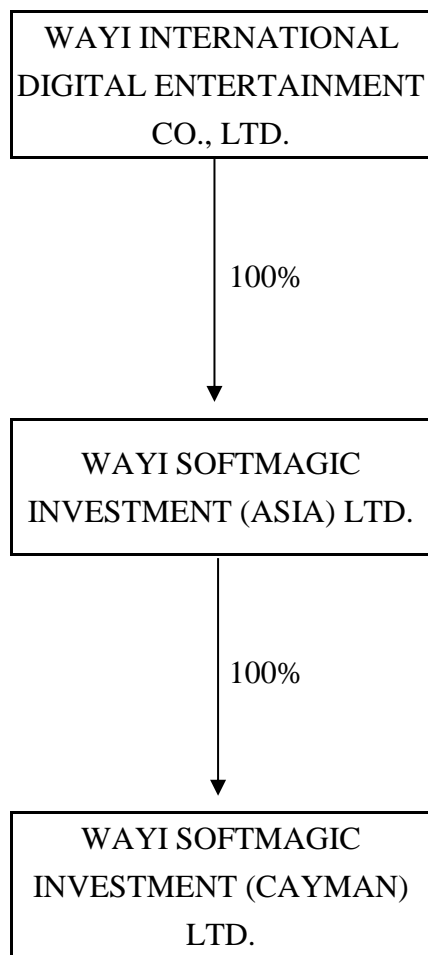 WAYI INTERNATIONAL
DIGITAL ENTERTAINMENT
CO., LTD.
100%
WAYI SOFTMAGIC
INVESTMENT (ASIA) LTD.
100%
WAYI SOFTMAGIC
INVESTMENT (CAYMAN)
LTD.